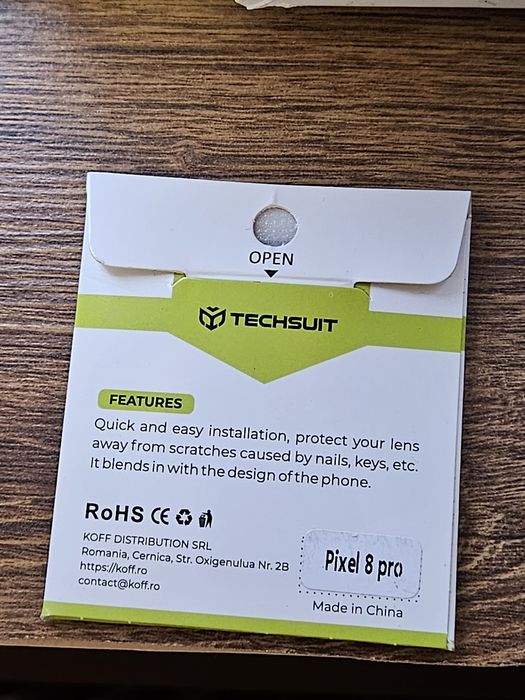 OPEN
TECHSUIT
FEATURES
Quick and easy installation, protect your lens
away from scratches caused by nails, keys, etc.
It blends in with the design of the phone.
RoHS CE
KOFF DISTRIBUTION SRL
Romania, Cernica, Str. Oxigenulua Nr. 2B
https://koff.ro
contact@koff.ro
Pixel 8 pro
Made in China